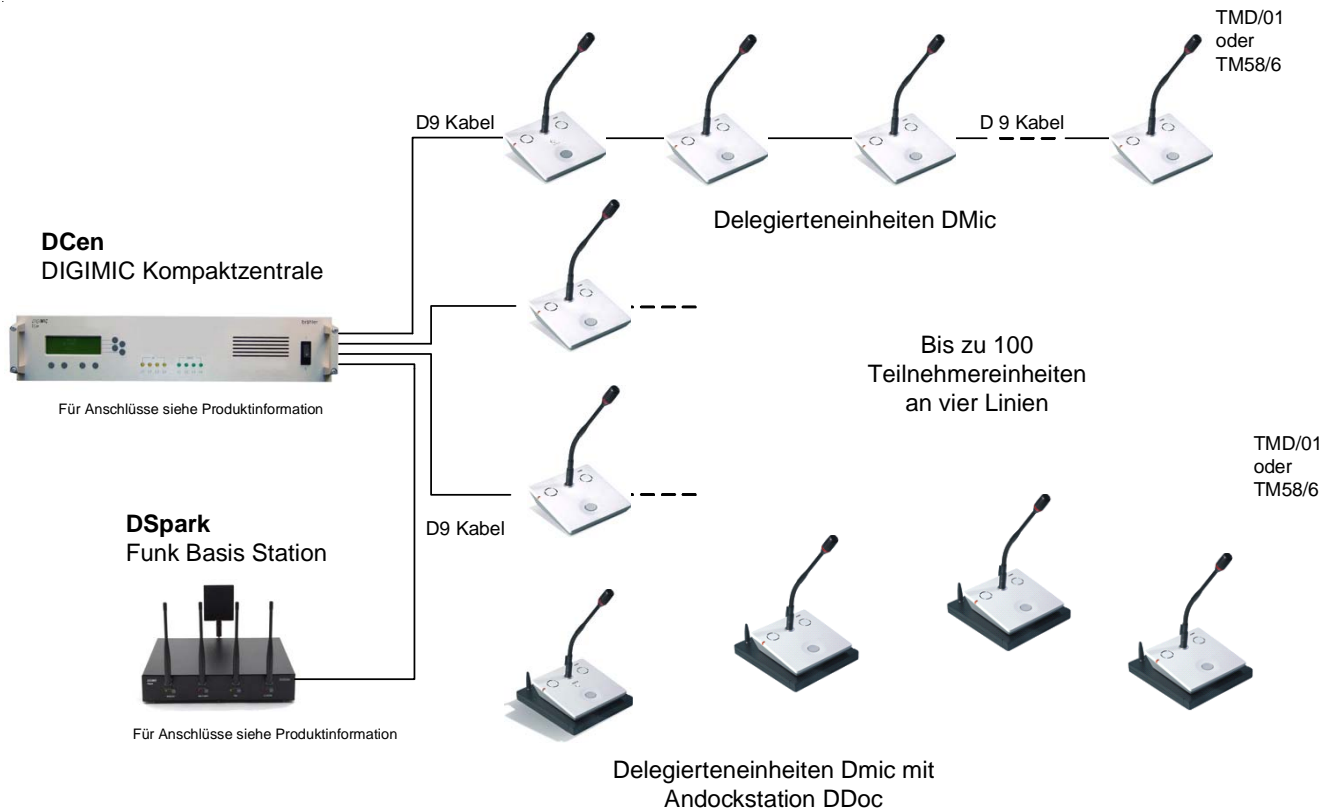 TMD/01
oder
TM58/6
D9 Kabel
D 9 Kabel
Delegierteneinheiten DMic
DCen
DIGIMIC Kompaktzentrale
Bis zu 100
Teilnehmereinheiten
an vier Linien
Für Anschlüsse siehe Produktinformation
TMD/01
oder
TM58/6
DSpark
Funk Basis Station
D9 Kabel
Für Anschlüsse siehe Produktinformation
Delegierteneinheiten Dmic mit
Andockstation DDoc